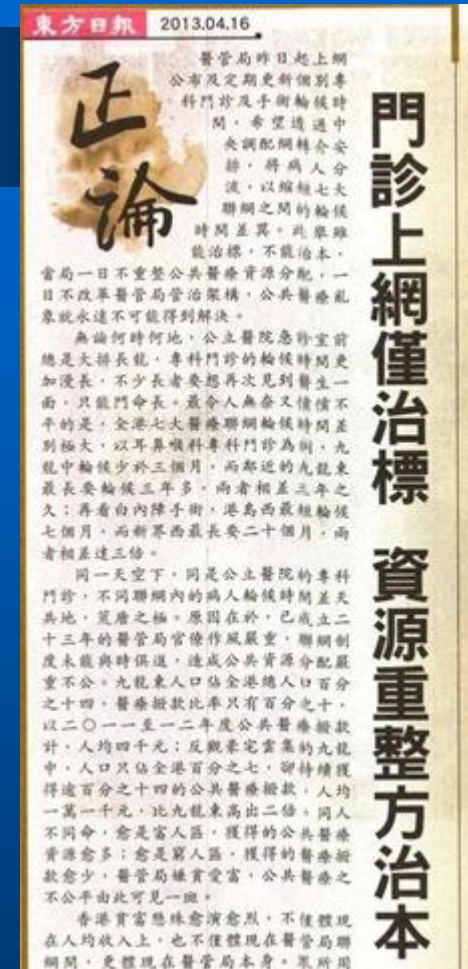 東方日報 2013.04.16
正論
門診上網僅治標 資源重整方治本
醫管局昨日起上網
公布及定期更新個別專
科門診及手術輪候時
間，希望透過中
央調配網轉介安
排，將病人分
流，以縮短七大
聯網之間的輪候
時間差異。此舉雖
能治標，不能治本，
當局一日不重整公共醫療資源分配，一
日不改革醫管局管治架構，公共醫療亂
象就永遠不可能得到解決。
無論何時何地，公立醫院急診室前
總是大排長龍，專科門診的輪候時間更
加漫長，不少長者要想再次見到醫生一
面，只能鬥命長。最令人無奈又憤憤不
平的是，全港七大醫療聯網輪候時間差
別極大，以耳鼻喉科專科門診為例，九
龍中輪候少於三個月，而鄰近的九龍東
最長要輪候三年多，兩者相差三年之
久；再看白內障手術，港島西最短輪候
七個月，而新界西最長要二十個月，兩
者相差達三倍。
同一天空下，同是公立醫院的專科
門診，不同聯網內的病人輪候時間差天
共地，荒唐之極。原因在於，已成立二
十三年的醫管局官僚作風嚴重，聯網制
度未能與時俱進，造成公共資源分配嚴
重不公。九龍東人口佔全港總人口百分
之十四，醫療撥款比率只有百分之十，
以二〇一一至一二年度公共醫療撥款
計，人均四千元；反觀豪宅雲集的九龍
中，人口只佔全港百分之七，卻持續獲
得逾百分之十四的公共醫療撥款，人均
一萬一千元，比九龍東高出二倍。同人
不同命，愈是富人區，獲得的公共醫療
資源愈多；愈是窮人區，獲得的醫療撥
款愈少，醫管局嫌貧愛富，公共醫療之
不公平由此可見一斑。
香港貧富懸殊愈演愈烈，不僅體現
在人均收入上，也不僅體現在醫管局聯
網間，更體現在醫管局本身。眾所周